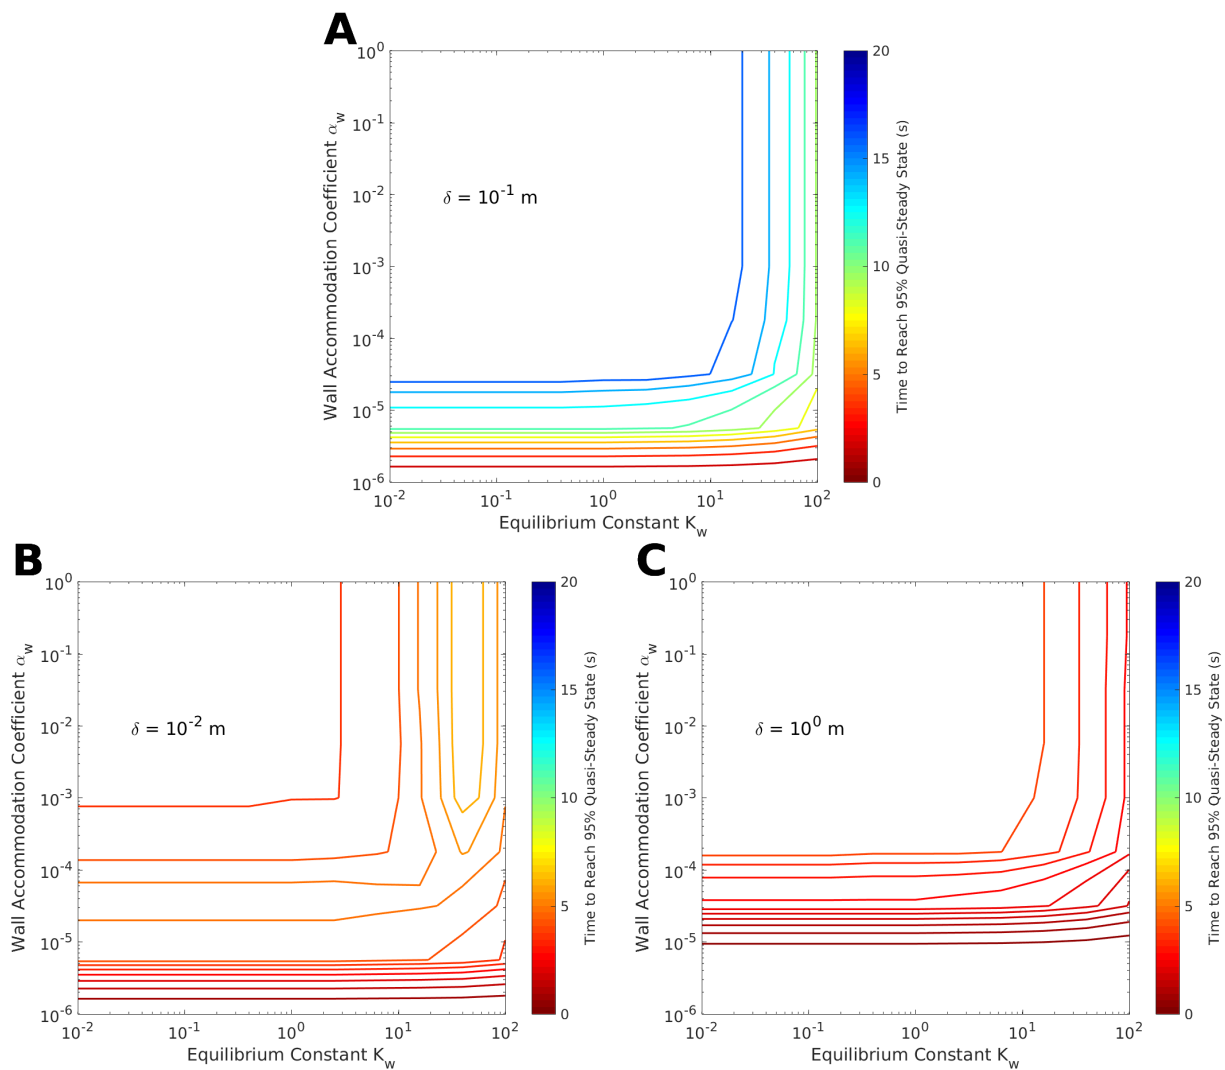 A
10^0
10^-1
10^-2
10^-3
10^-4
10^-5
10^-6
Wall Accommodation Coefficient α_w
δ = 10^-1 m
10^-2 10^-1 10^0 10^1 10^2
Equilibrium Constant K_w
20
15
10
5
0
Time to Reach 95% Quasi-Steady State (s)
B
10^0
10^-1
10^-2
10^-3
10^-4
10^-5
10^-6
Wall Accommodation Coefficient α_w
δ = 10^-2 m
10^-2 10^-1 10^0 10^1 10^2
Equilibrium Constant K_w
20
15
10
5
0
Time to Reach 95% Quasi-Steady State (s)
C
10^0
10^-1
10^-2
10^-3
10^-4
10^-5
10^-6
Wall Accommodation Coefficient α_w
δ = 10^0 m
10^-2 10^-1 10^0 10^1 10^2
Equilibrium Constant K_w
20
15
10
5
0
Time to Reach 95% Quasi-Steady State (s)